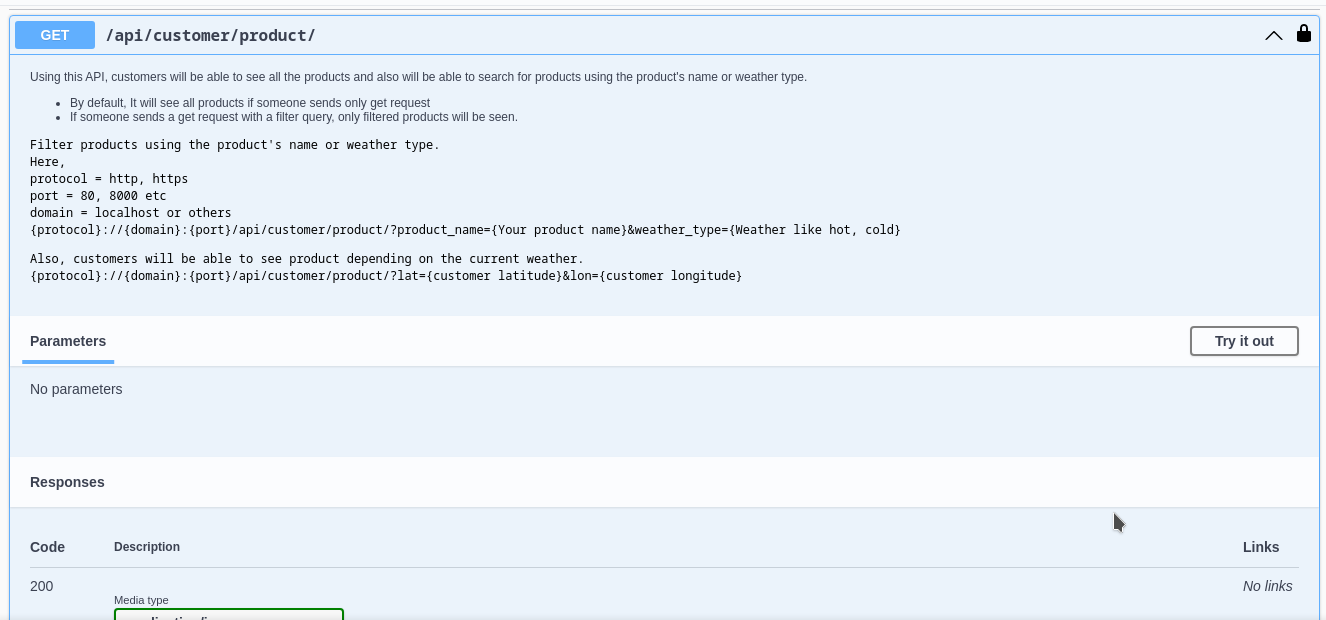 GET /api/customer/product/
Using this API, customers will be able to see all the products and also will be able to search for products using the product's name or weather type.
• By default, It will see all products if someone sends only get request
• If someone sends a get request with a filter query, only filtered products will be seen.
Filter products using the product's name or weather type.
Here,
protocol = http, https
port = 80, 8000 etc
domain = localhost or others
{protocol}://{domain}:{port}/api/customer/product/?product_name={Your product name}&weather_type={Weather like hot, cold}
Also, customers will be able to see product depending on the current weather.
{protocol}://{domain}:{port}/api/customer/product/?lat={customer latitude}&lon={customer longitude}
Parameters Try it out
No parameters
Responses
Code Description Links
200 No links
Media type